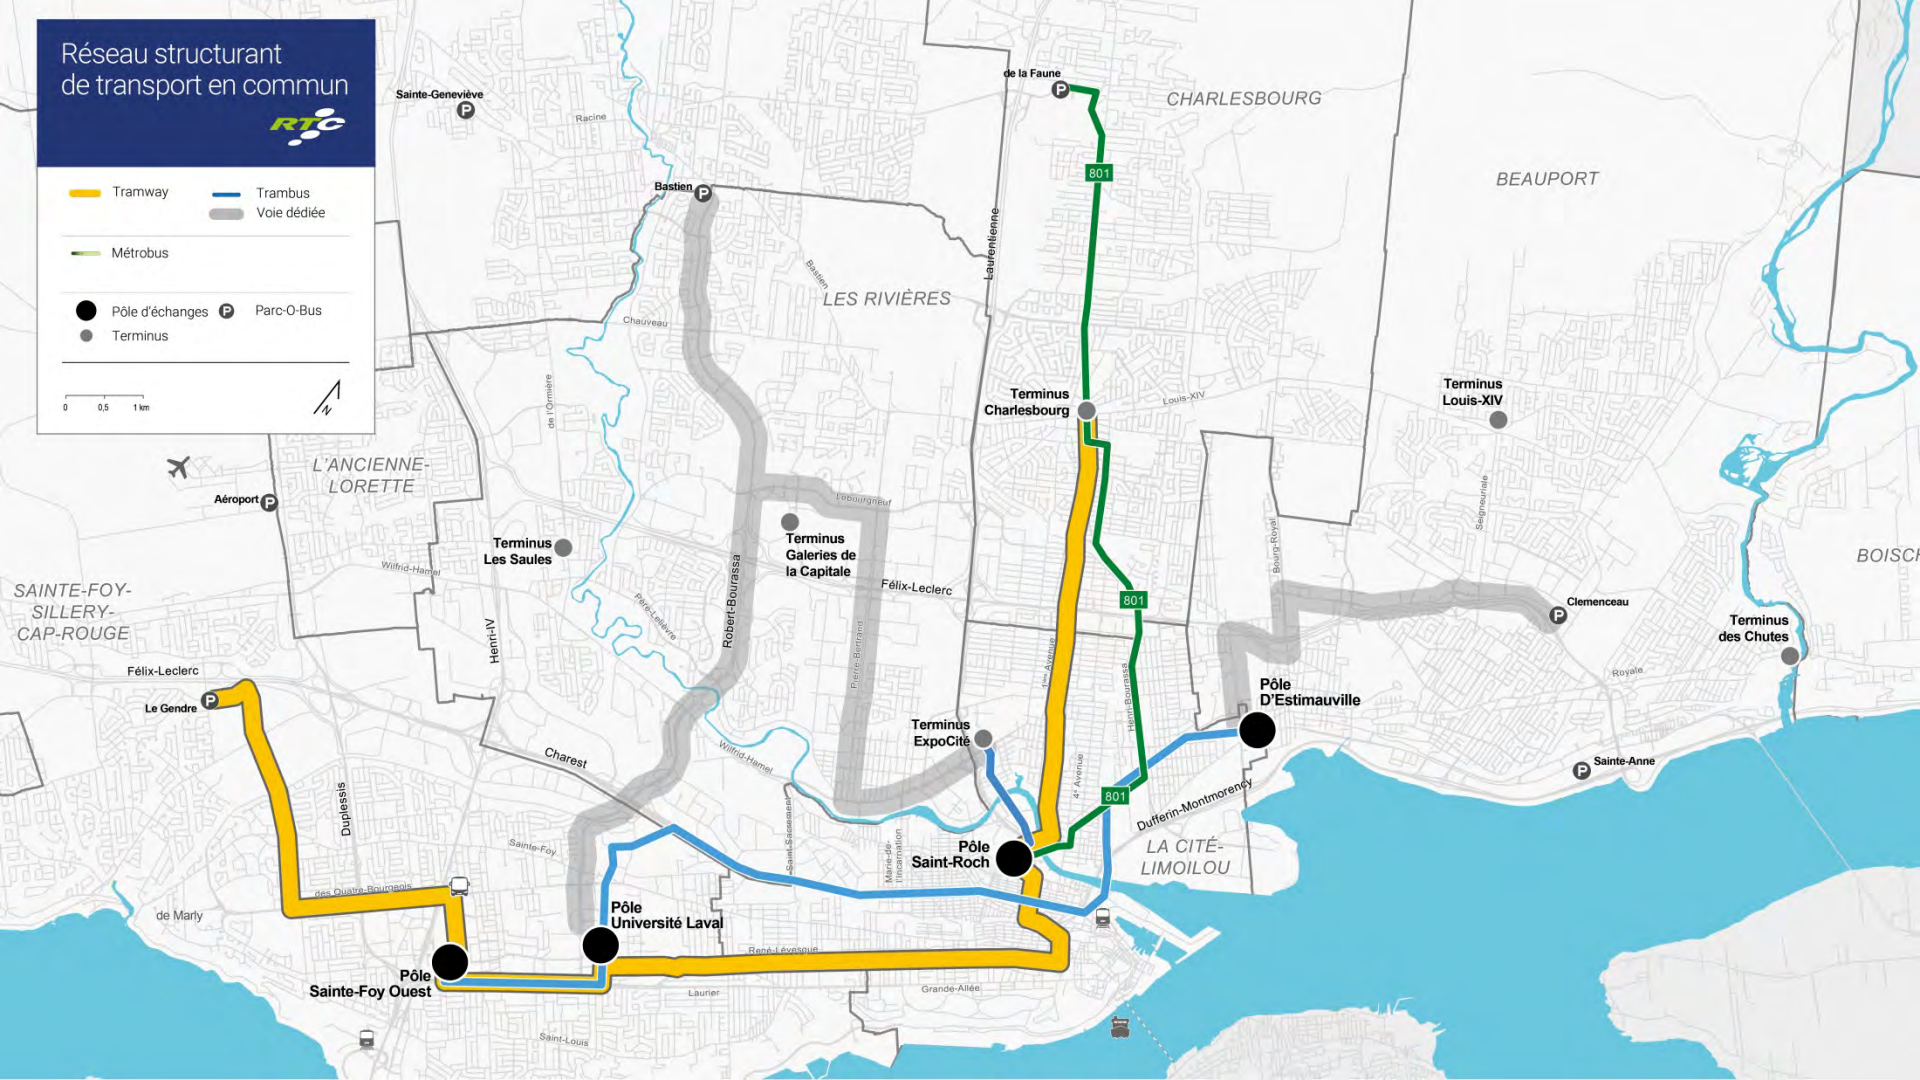 Réseau structurant
de transport en commun
RTC
Tramway
Trambus
Voie dédiée
Métrobus
Pôle d'échanges
P
Parc-O-Bus
Terminus
0
0,5
1 km
N
Sainte-Geneviève
P
Racine
de la Faune
P
CHARLESBOURG
801
BEAUPORT
Bastien
P
Laurentienne
Bastien
LES RIVIÈRES
Chauveau
de l'Ormière
Terminus
Charlesbourg
Louis-XIV
Terminus
Louis-XIV
L'ANCIENNE-
LORETTE
Aéroport
P
Lebourgneuf
Seigneuriale
Terminus
Les Saules
Terminus
Galeries de
la Capitale
Bourg-Royal
BOISCH
Wilfrid-Hamel
Robert-Bourassa
Félix-Leclerc
SAINTE-FOY-
SILLERY-
CAP-ROUGE
Père-Lelièvre
801
Clemenceau
P
Terminus
des Chutes
Henri-IV
Pierre-Bertrand
1ère Avenue
Henri-Bourassa
Royale
Félix-Leclerc
Le Gendre
P
Pôle
D'Estimauville
Terminus
ExpoCité
Charest
Wilfrid-Hamel
4e Avenue
Sainte-Anne
P
Duplessis
801
Dufferin-Montmorency
Sainte-Foy
Saint-Sacrement
Marie-de-
l'Incarnation
Pôle
Saint-Roch
LA CITÉ-
LIMOILOU
des Quatre-Bourgeois
de Marly
Pôle
Université Laval
René-Lévesque
Pôle
Sainte-Foy Ouest
Laurier
Grande-Allée
Saint-Louis